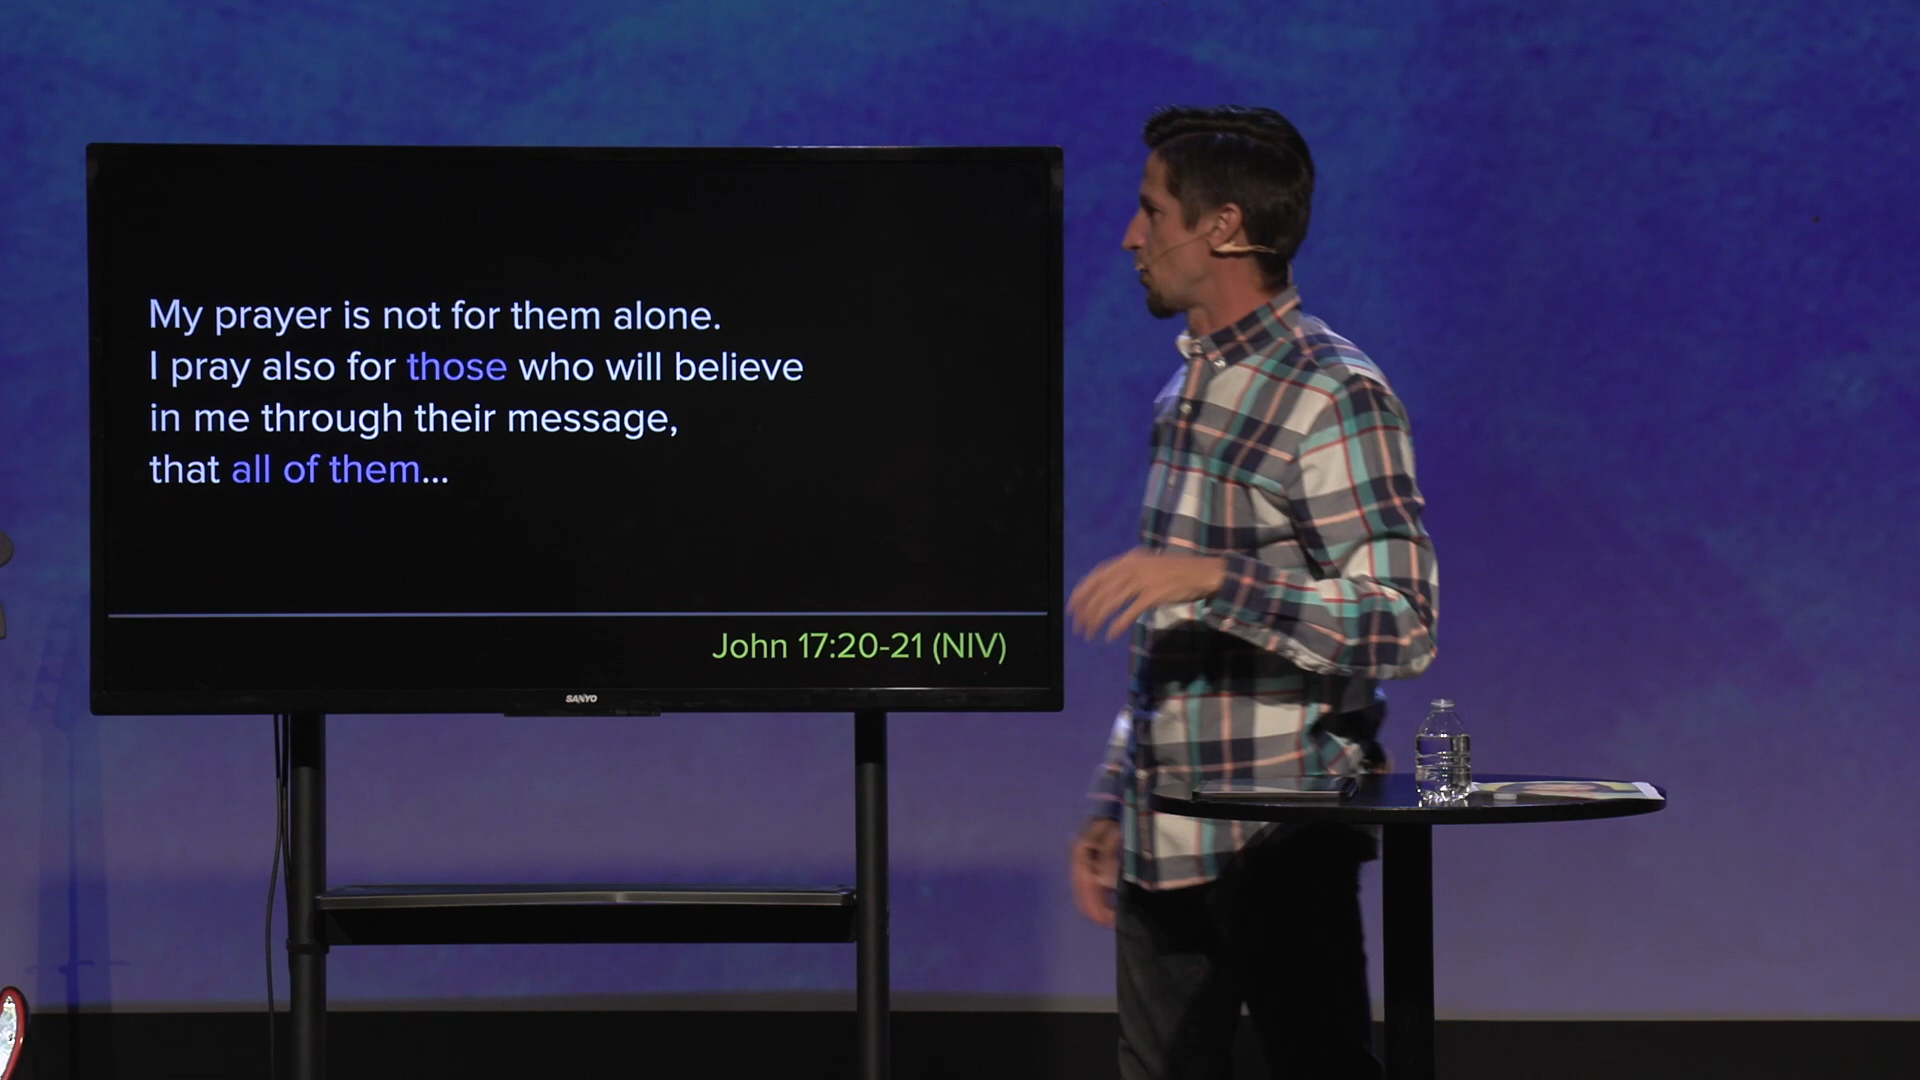 My prayer is not for them alone.
I pray also for those who will believe
in me through their message,
that all of them...
John 17:20-21 (NIV)
SANYO